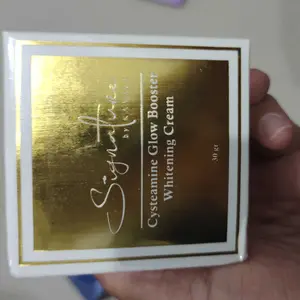 Signature
Cysteamine Glow Booster
Whitening Cream
30 gr